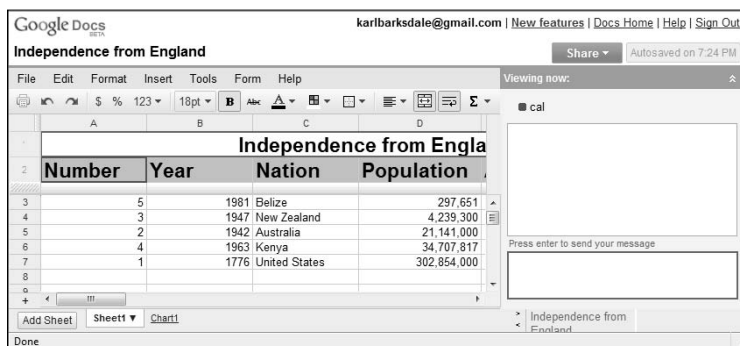 Google Docs
BETA
karlbarksdale@gmail.com | New features | Docs Home | Help | Sign Out
Independence from England
Share
Autosaved on 7:24 PM
File Edit Format Insert Tools Form Help
Viewing now:
$ % 123 18pt B Abc A Σ
cal
A B C D
1 Independence from Engla
2 Number Year Nation Population
3 5 1981 Belize 297,651
4 3 1947 New Zealand 4,239,300
5 2 1942 Australia 21,141,000
6 4 1963 Kenya 34,707,817
7 1 1776 United States 302,854,000
8
9
Press enter to send your message
Add Sheet Sheet1 Chart1
Independence from
England
Done